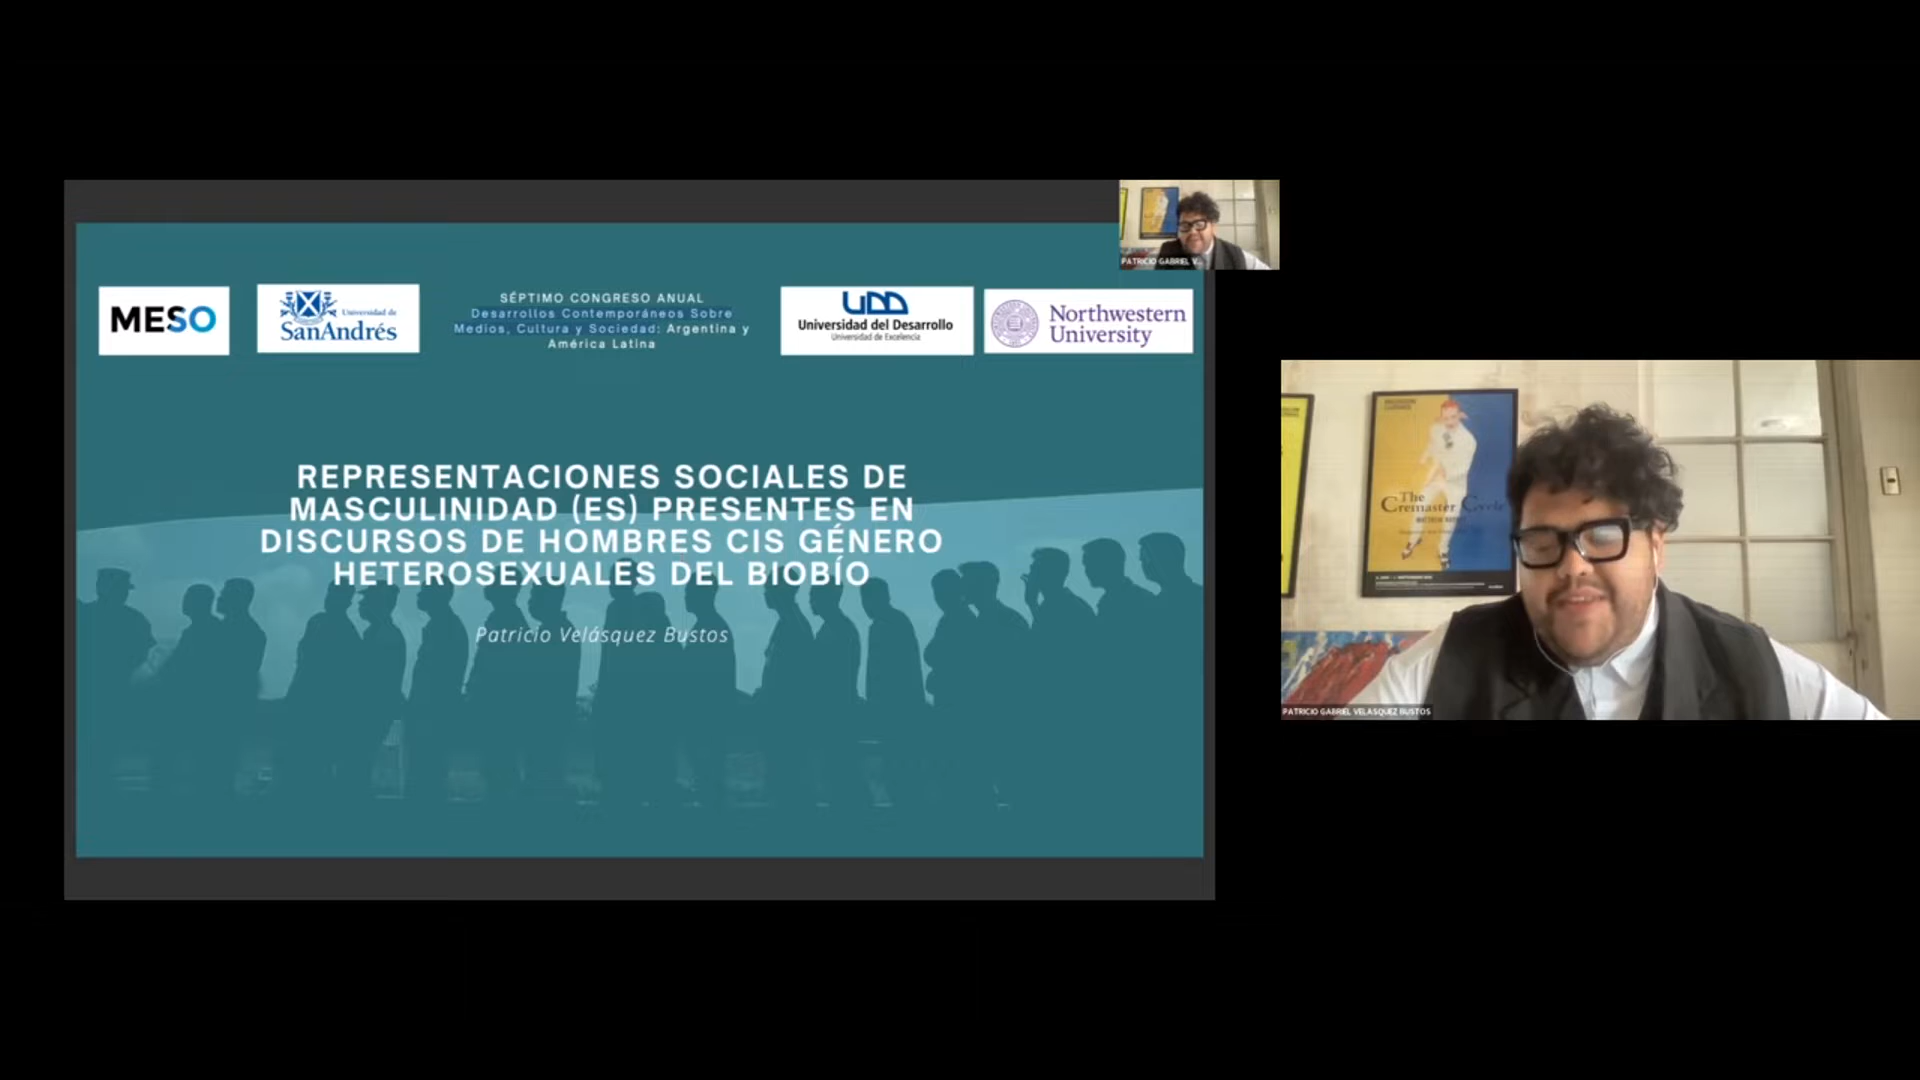 MESO
Universidad de
SanAndrés
SÉPTIMO CONGRESO ANUAL
Desarrollos Contemporáneos Sobre
Medios, Cultura y Sociedad: Argentina y
América Latina
UDD
Universidad del Desarrollo
Universidad de Excelencia
Northwestern
University
REPRESENTACIONES SOCIALES DE
MASCULINIDAD (ES) PRESENTES EN
DISCURSOS DE HOMBRES CIS GÉNERO
HETEROSEXUALES DEL BIOBÍO
Patricio Velásquez Bustos
PATRICIO GABRIEL V...
The
Cremaster Cycle
PATRICIO GABRIEL VELASQUEZ BUSTOS